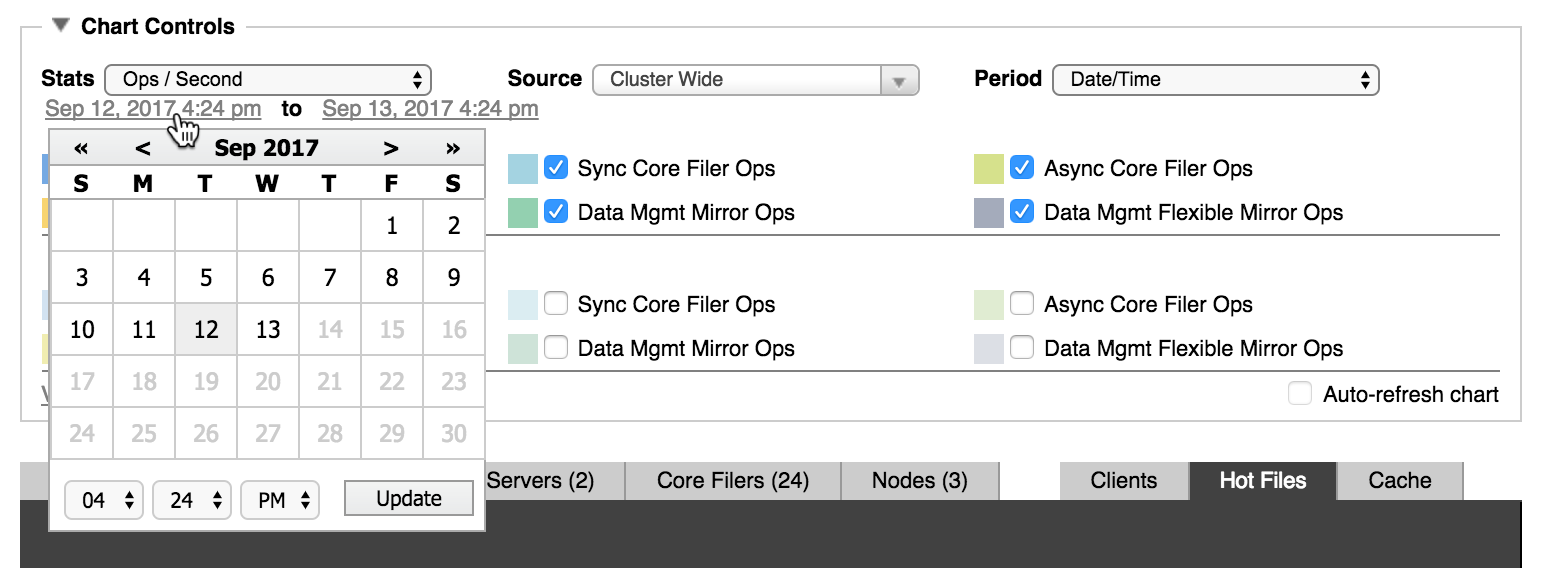 Chart Controls
Stats Ops / Second Source Cluster Wide Period Date/Time
Sep 12, 2017 4:24 pm to Sep 13, 2017 4:24 pm
« < Sep 2017 > »
S M T W T F S
Sync Core Filer Ops Async Core Filer Ops
Data Mgmt Mirror Ops Data Mgmt Flexible Mirror Ops
1 2
3 4 5 6 7 8 9
Sync Core Filer Ops Async Core Filer Ops
10 11 12 13 14 15 16
Data Mgmt Mirror Ops Data Mgmt Flexible Mirror Ops
17 18 19 20 21 22 23
Auto-refresh chart
24 25 26 27 28 29 30
04 24 PM Update
Servers (2) Core Filers (24) Nodes (3) Clients Hot Files Cache